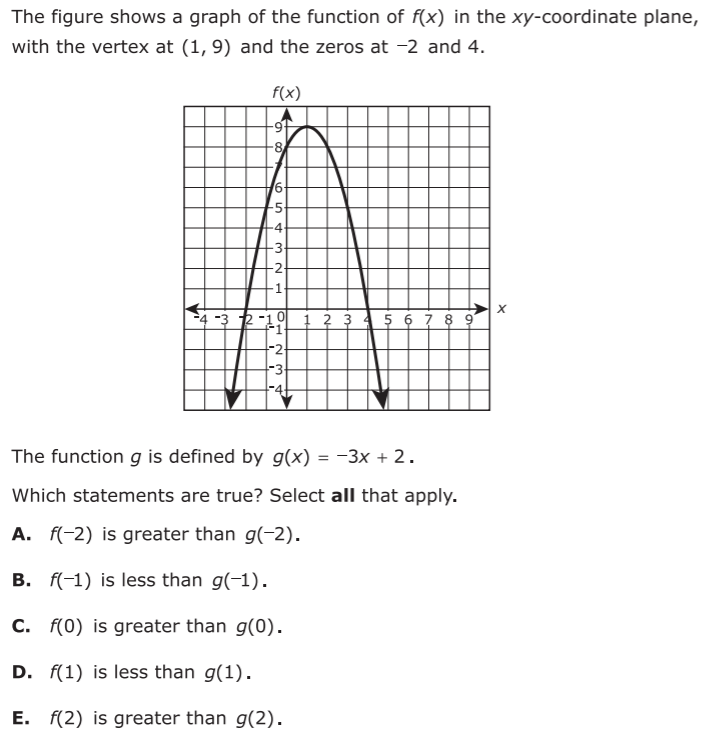 The figure shows a graph of the function of f(x) in the xy-coordinate plane,
with the vertex at (1, 9) and the zeros at ⁻2 and 4.
f(x)
9
8
7
6
5
4
3
2
1
x
⁻4 ⁻3 ⁻2 ⁻1 0 1 2 3 4 5 6 7 8 9
⁻1
⁻2
⁻3
⁻4
The function g is defined by g(x) = ⁻3x + 2.
Which statements are true? Select all that apply.
A. f(⁻2) is greater than g(⁻2).
B. f(⁻1) is less than g(⁻1).
C. f(0) is greater than g(0).
D. f(1) is less than g(1).
E. f(2) is greater than g(2).